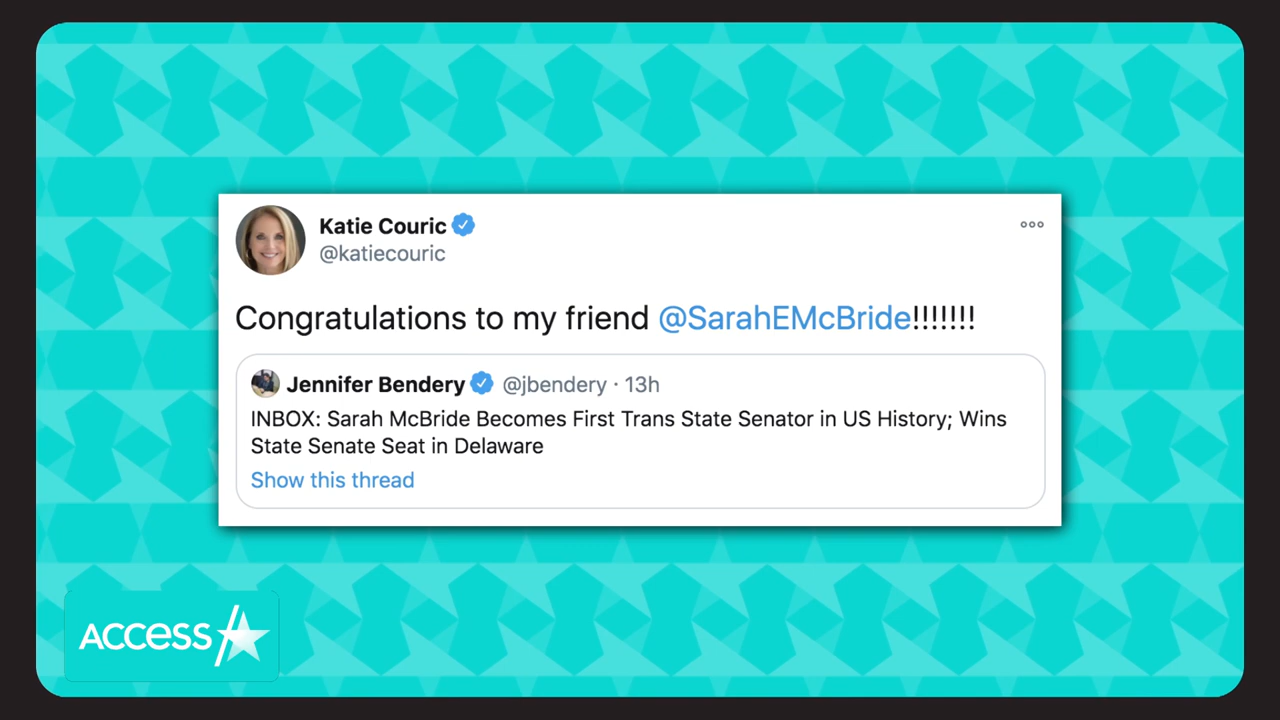 Katie Couric
@katiecouric
Congratulations to my friend @SarahEMcBride!!!!!!!
Jennifer Bendery @jbendery · 13h
INBOX: Sarah McBride Becomes First Trans State Senator in US History; Wins
State Senate Seat in Delaware
Show this thread
ACCESS